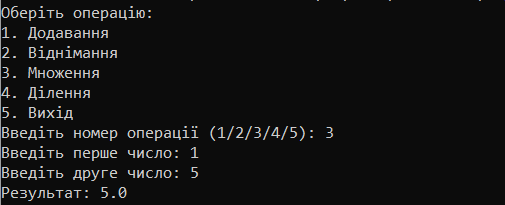 Оберіть операцію:
1. Додавання
2. Віднімання
3. Множення
4. Ділення
5. Вихід
Введіть номер операції (1/2/3/4/5): 3
Введіть перше число: 1
Введіть друге число: 5
Результат: 5.0